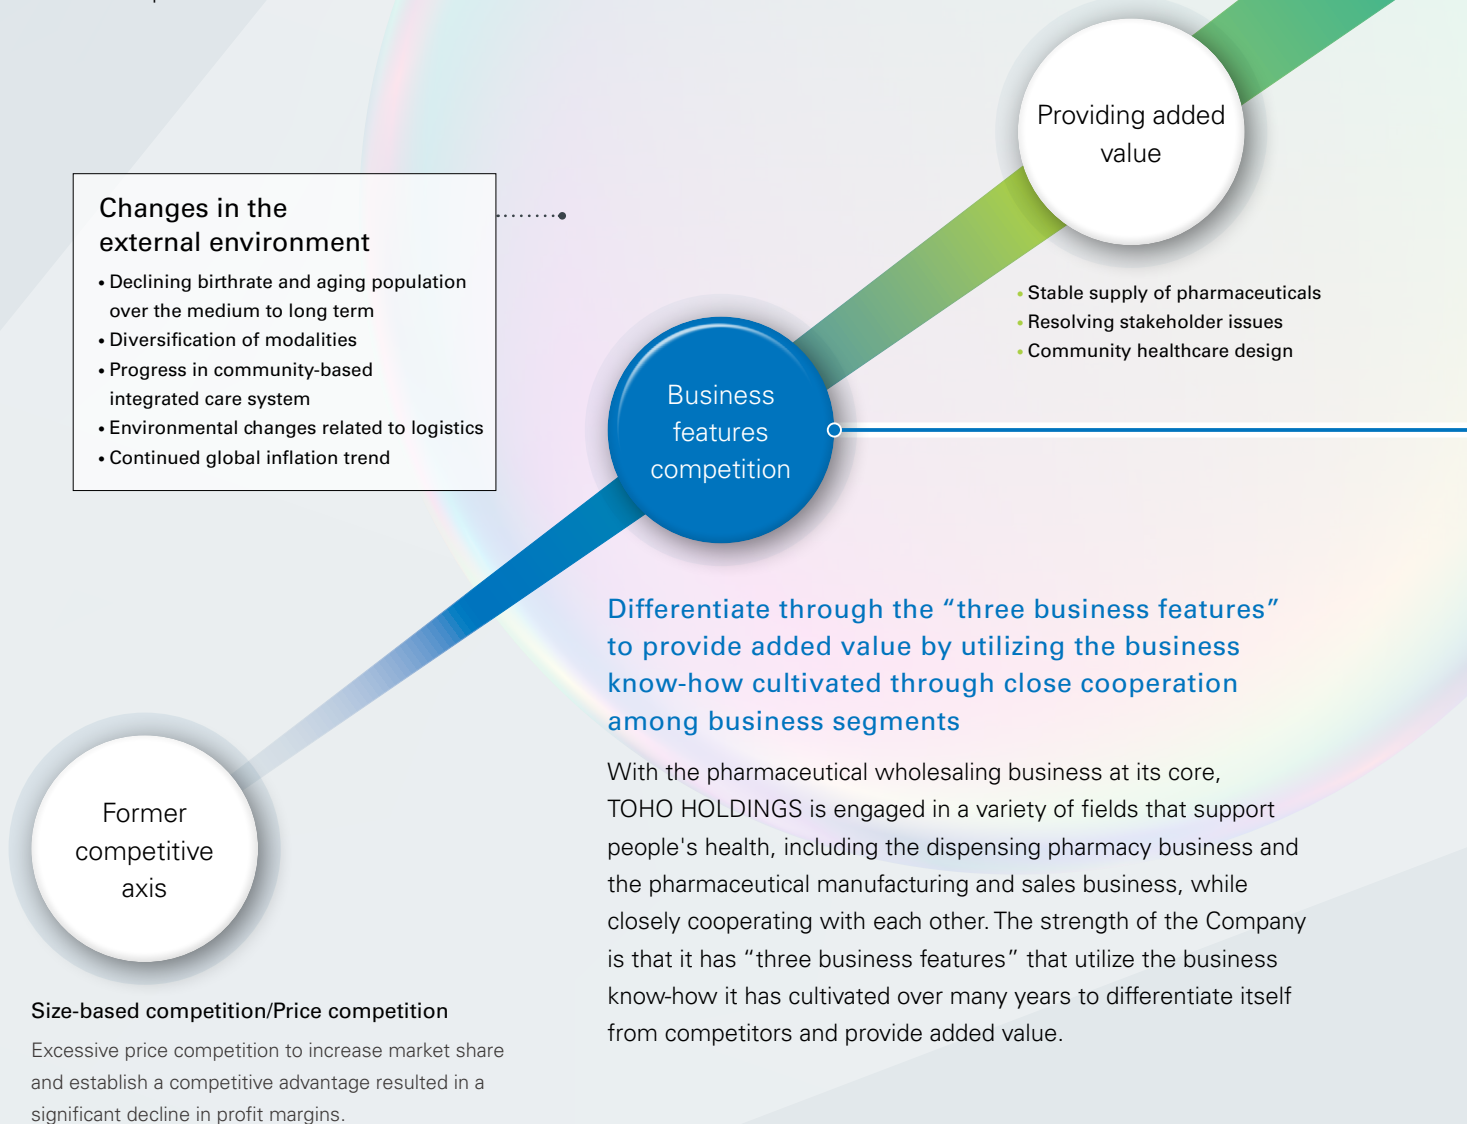 Providing added
value
Changes in the
external environment
• Declining birthrate and aging population
over the medium to long term
• Diversification of modalities
• Progress in community-based
integrated care system
• Environmental changes related to logistics
• Continued global inflation trend
• Stable supply of pharmaceuticals
• Resolving stakeholder issues
• Community healthcare design
Business
features
competition
Differentiate through the “three business features”
to provide added value by utilizing the business
know-how cultivated through close cooperation
among business segments
With the pharmaceutical wholesaling business at its core,
TOHO HOLDINGS is engaged in a variety of fields that support
people's health, including the dispensing pharmacy business and
the pharmaceutical manufacturing and sales business, while
closely cooperating with each other. The strength of the Company
is that it has “three business features” that utilize the business
know-how it has cultivated over many years to differentiate itself
from competitors and provide added value.
Former
competitive
axis
Size-based competition/Price competition
Excessive price competition to increase market share
and establish a competitive advantage resulted in a
significant decline in profit margins.